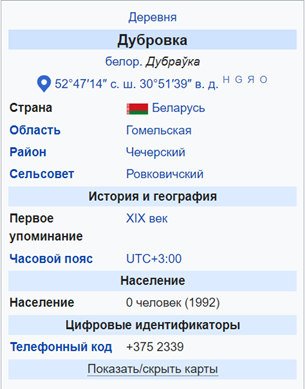 Деревня
Дубровка
белор. Дубраўка
52°47′14″ с. ш. 30°51′39″ в. д. H G Я O
Страна Беларусь
Область Гомельская
Район Чечерский
Сельсовет Ровковичский
История и география
Первое упоминание XIX век
Часовой пояс UTC+3:00
Население
Население 0 человек (1992)
Цифровые идентификаторы
Телефонный код +375 2339
Показать/скрыть карты